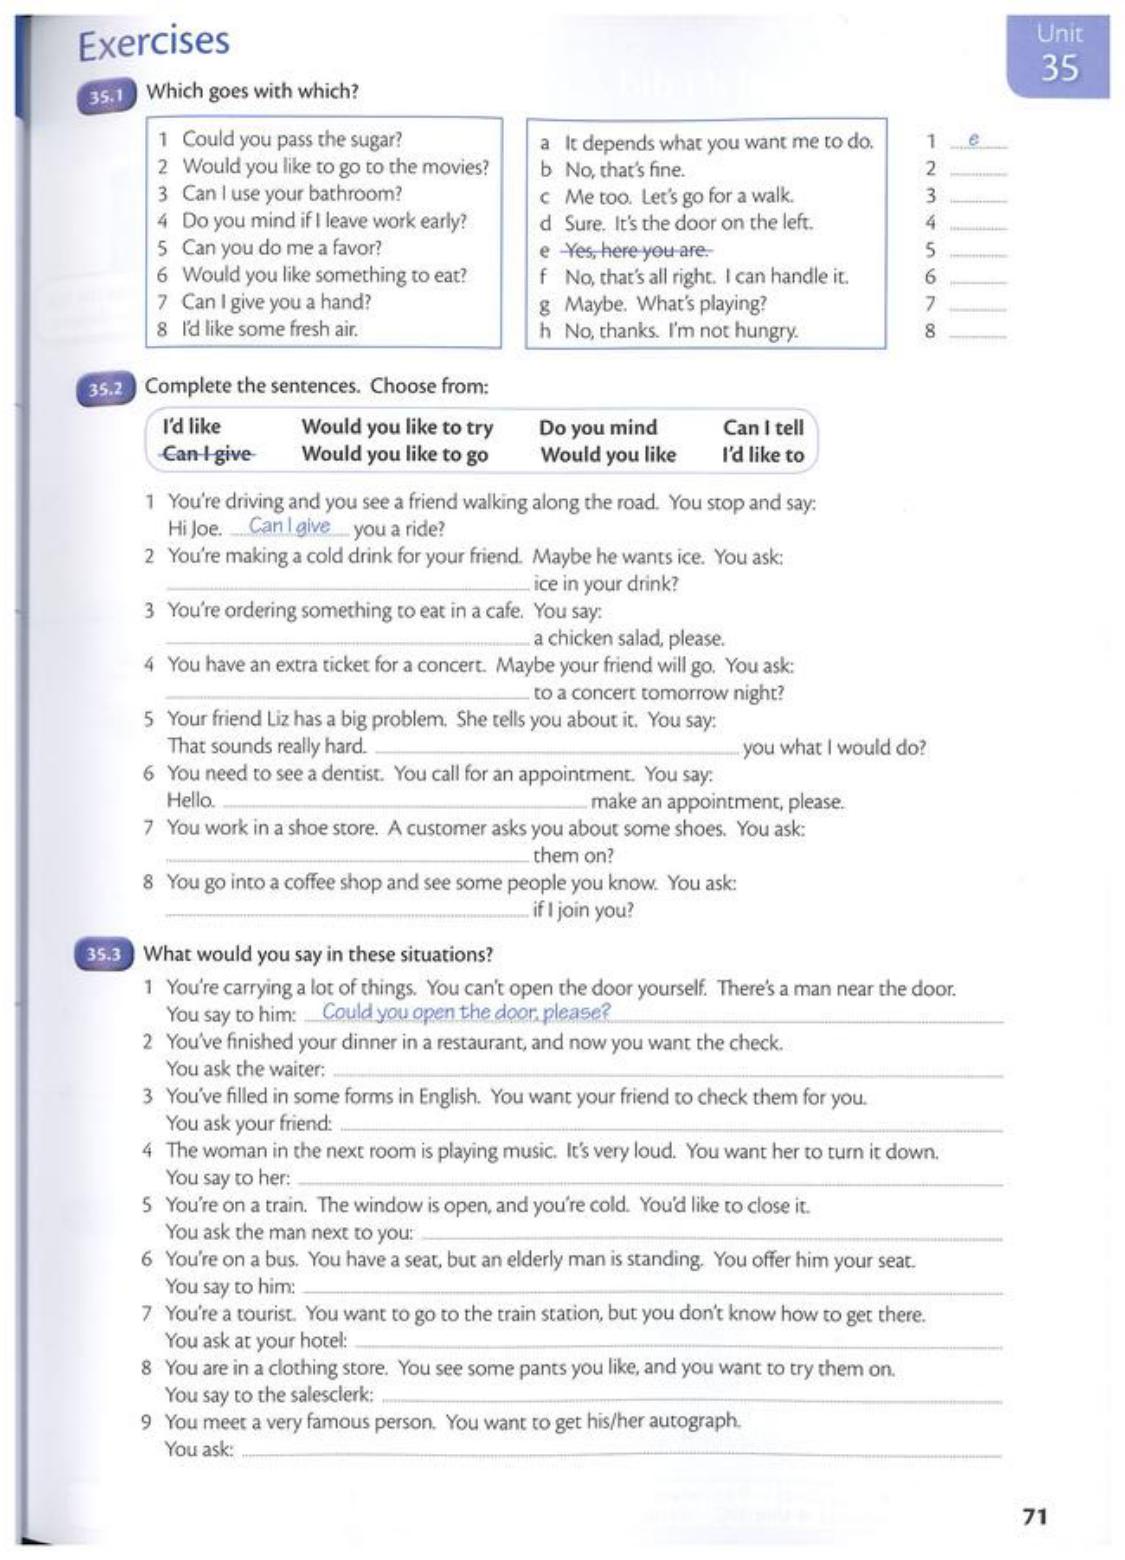 Exercises
Unit
35
35.1 Which goes with which?
1 Could you pass the sugar?
2 Would you like to go to the movies?
3 Can I use your bathroom?
4 Do you mind if I leave work early?
5 Can you do me a favor?
6 Would you like something to eat?
7 Can I give you a hand?
8 I'd like some fresh air.
a It depends what you want me to do.
b No, that's fine.
c Me too. Let's go for a walk.
d Sure. It's the door on the left.
e Yes, here you are.
f No, that's all right. I can handle it.
g Maybe. What's playing?
h No, thanks. I'm not hungry.
1 e
2
3
4
5
6
7
8
35.2 Complete the sentences. Choose from:
I'd like Would you like to try Do you mind Can I tell
Can I give Would you like to go Would you like I'd like to
1 You're driving and you see a friend walking along the road. You stop and say:
Hi Joe. Can I give you a ride?
2 You're making a cold drink for your friend. Maybe he wants ice. You ask:
ice in your drink?
3 You're ordering something to eat in a cafe. You say:
a chicken salad, please.
4 You have an extra ticket for a concert. Maybe your friend will go. You ask:
to a concert tomorrow night?
5 Your friend Liz has a big problem. She tells you about it. You say:
That sounds really hard. you what I would do?
6 You need to see a dentist. You call for an appointment. You say:
Hello. make an appointment, please.
7 You work in a shoe store. A customer asks you about some shoes. You ask:
them on?
8 You go into a coffee shop and see some people you know. You ask:
if I join you?
35.3 What would you say in these situations?
1 You're carrying a lot of things. You can't open the door yourself. There's a man near the door.
You say to him: Could you open the door, please?
2 You've finished your dinner in a restaurant, and now you want the check.
You ask the waiter:
3 You've filled in some forms in English. You want your friend to check them for you.
You ask your friend:
4 The woman in the next room is playing music. It's very loud. You want her to turn it down.
You say to her:
5 You're on a train. The window is open, and you're cold. You'd like to close it.
You ask the man next to you:
6 You're on a bus. You have a seat, but an elderly man is standing. You offer him your seat.
You say to him:
7 You're a tourist. You want to go to the train station, but you don't know how to get there.
You ask at your hotel:
8 You are in a clothing store. You see some pants you like, and you want to try them on.
You say to the salesclerk:
9 You meet a very famous person. You want to get his/her autograph.
You ask:
71